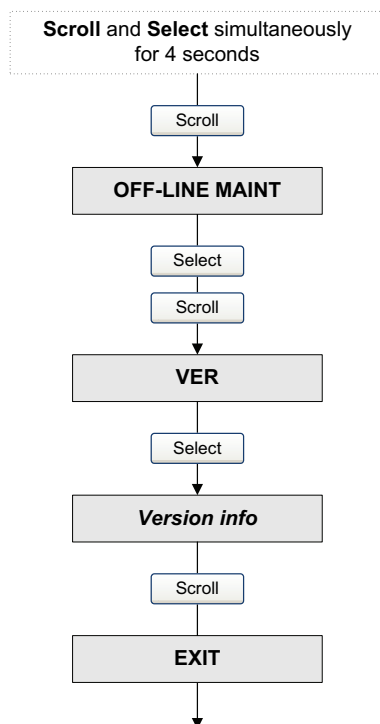 Scroll and Select simultaneously
for 4 seconds
Scroll
OFF-LINE MAINT
Select
Scroll
VER
Select
Version info
Scroll
EXIT